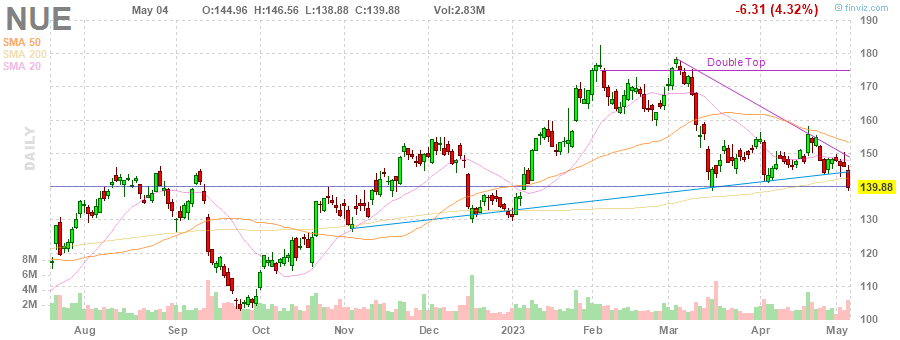 NUE May 04 O:144.96 H:146.56 L:138.88 C:139.88 Vol:2.83M -6.31 (4.32%) © finviz.com
SMA 50
SMA 200
SMA 20
DAILY
Double Top
190
180
170
160
150
139.88
130
120
110
100
8M
6M
4M
2M
Aug Sep Oct Nov Dec 2023 Feb Mar Apr May